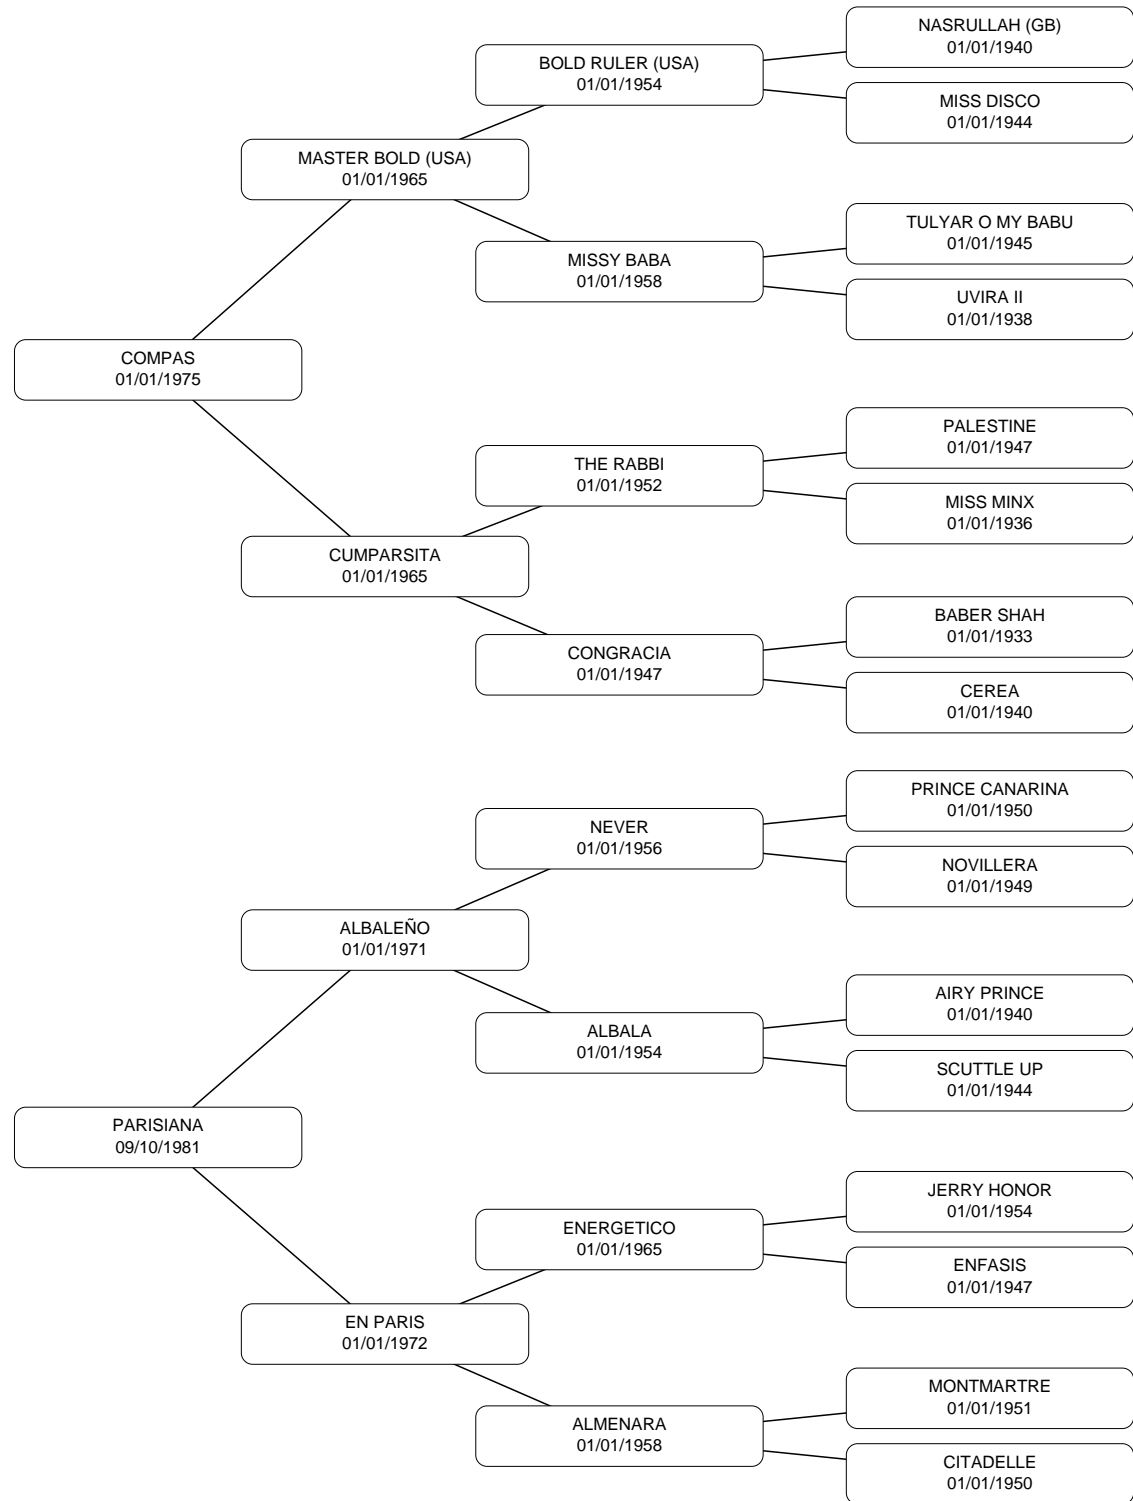 NASRULLAH (GB)
01/01/1940
BOLD RULER (USA)
01/01/1954
MISS DISCO
01/01/1944
MASTER BOLD (USA)
01/01/1965
TULYAR O MY BABU
01/01/1945
MISSY BABA
01/01/1958
UVIRA II
01/01/1938
COMPAS
01/01/1975
PALESTINE
01/01/1947
THE RABBI
01/01/1952
MISS MINX
01/01/1936
CUMPARSITA
01/01/1965
BABER SHAH
01/01/1933
CONGRACIA
01/01/1947
CEREA
01/01/1940
PRINCE CANARINA
01/01/1950
NEVER
01/01/1956
NOVILLERA
01/01/1949
ALBALEÑO
01/01/1971
AIRY PRINCE
01/01/1940
ALBALA
01/01/1954
SCUTTLE UP
01/01/1944
PARISIANA
09/10/1981
JERRY HONOR
01/01/1954
ENERGETICO
01/01/1965
ENFASIS
01/01/1947
EN PARIS
01/01/1972
MONTMARTRE
01/01/1951
ALMENARA
01/01/1958
CITADELLE
01/01/1950